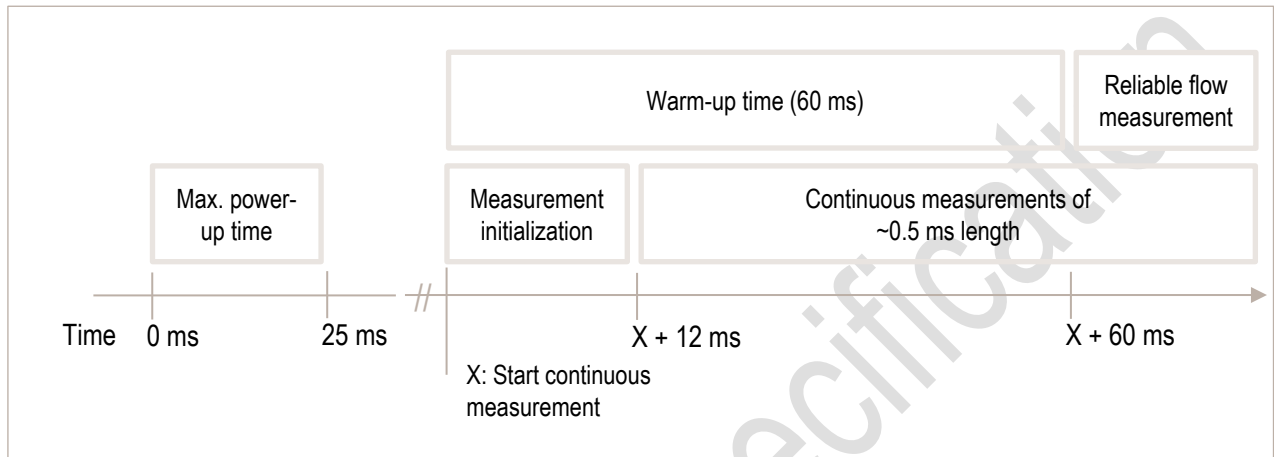 Warm-up time (60 ms)
Reliable flow
measurement
Max. power-
up time
Measurement
initialization
Continuous measurements of
~0.5 ms length
Time
0 ms
25 ms
X + 12 ms
X + 60 ms
X: Start continuous
measurement
ecification